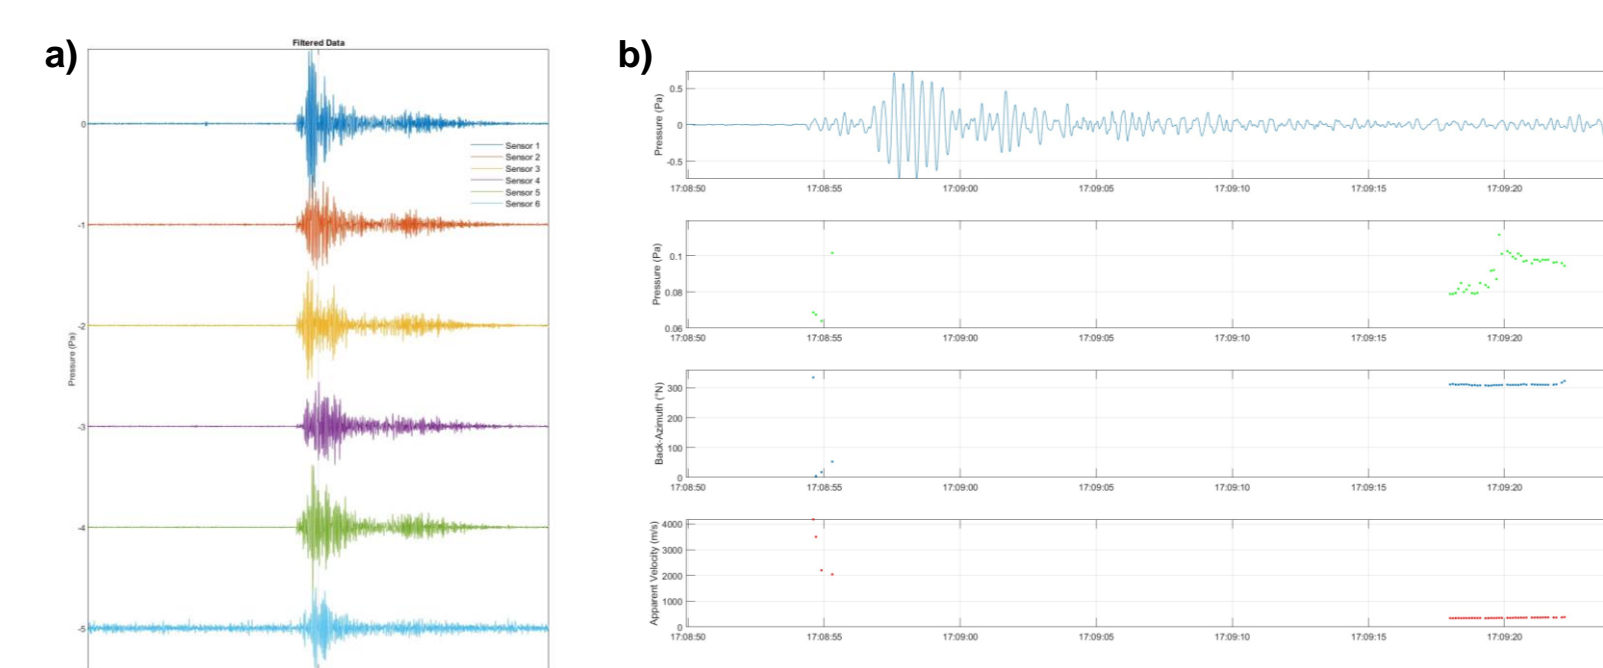 a)
Filtered Data
0
Sensor 1
Sensor 2
Sensor 3
Sensor 4
Sensor 5
Sensor 6
-1
-2
Pressure (Pa)
-3
-4
-5
b)
Pressure (Pa)
0.5
0
-0.5
17:08:50 17:08:55 17:09:00 17:09:05 17:09:10 17:09:15 17:09:20
Pressure (Pa)
0.1
0.08
0.06
17:08:50 17:08:55 17:09:00 17:09:05 17:09:10 17:09:15 17:09:20
Back-Azimuth (°N)
300
200
100
0
17:08:50 17:08:55 17:09:00 17:09:05 17:09:10 17:09:15 17:09:20
Apparent Velocity (m/s)
4000
3000
2000
1000
0
17:08:50 17:08:55 17:09:00 17:09:05 17:09:10 17:09:15 17:09:20